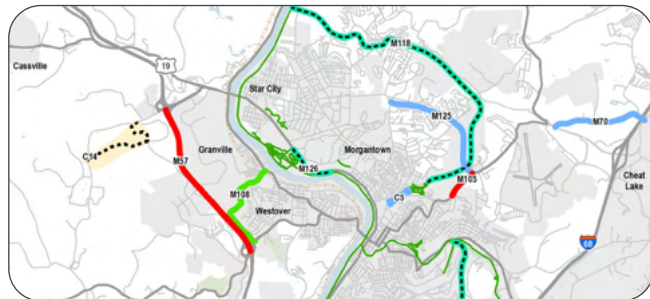 M118
Cassville
19
Star City
M125
M70
C14
M57
Granville
Morgantown
M126
M105
M108
C5
Cheat
Lake
Westover
68